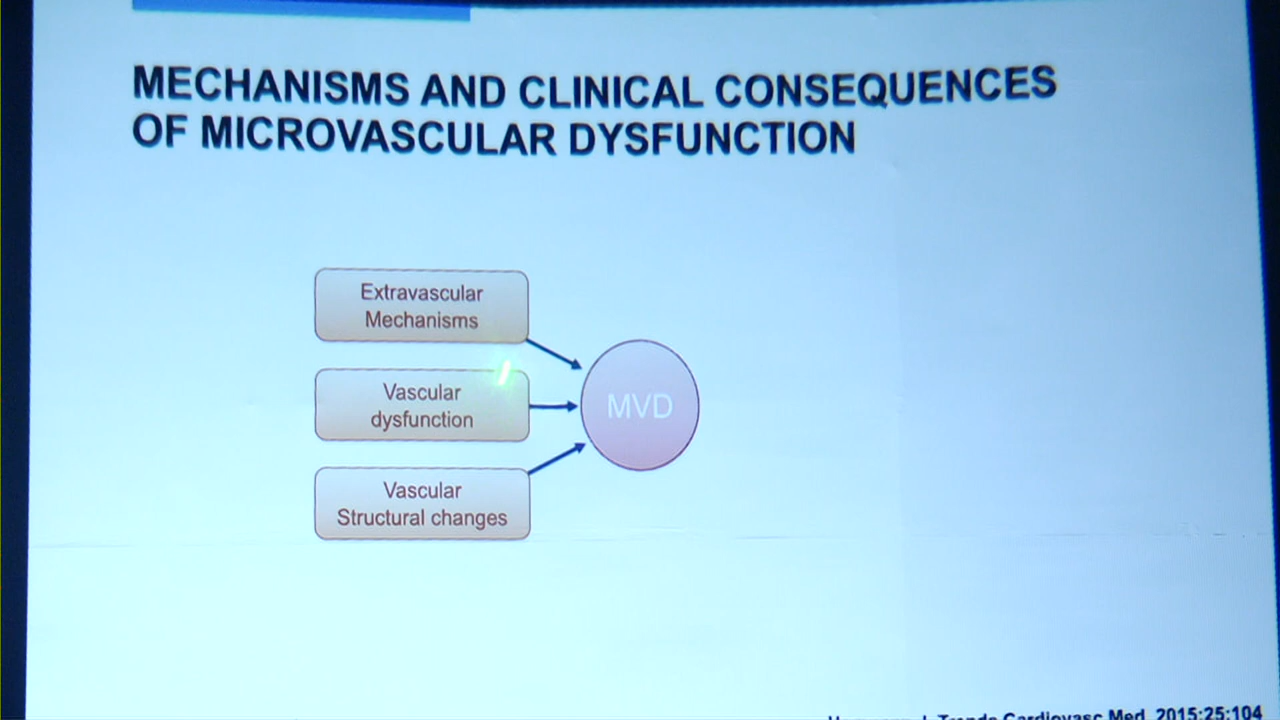 MECHANISMS AND CLINICAL CONSEQUENCES
OF MICROVASCULAR DYSFUNCTION
Extravascular
Mechanisms
Vascular
dysfunction
Vascular
Structural changes
MVD
J, Trends Cardiovasc Med, 2015;25:104